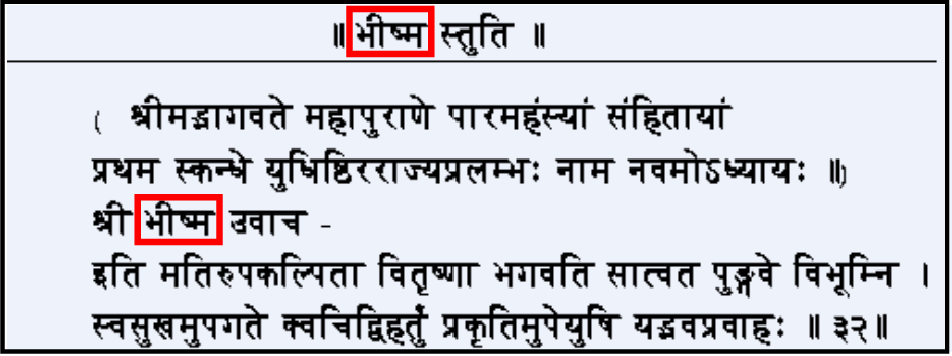 ॥ भीष्म स्तुति ॥
( श्रीमद्भागवते महापुराणे पारमहंस्यां संहितायां
प्रथम स्कन्धे युधिष्ठिरराज्यप्रलम्भः नाम नवमोऽध्यायः ॥)
श्री भीष्म उवाच -
इति मतिरुपकल्पिता वितृष्णा भगवति सात्वत पुङ्गवे विभूम्नि ।
स्वसुखमुपगते क्वचिद्विहर्तुं प्रकृतिमुपेयुषि यद्भवप्रवाहः ॥ ३२॥